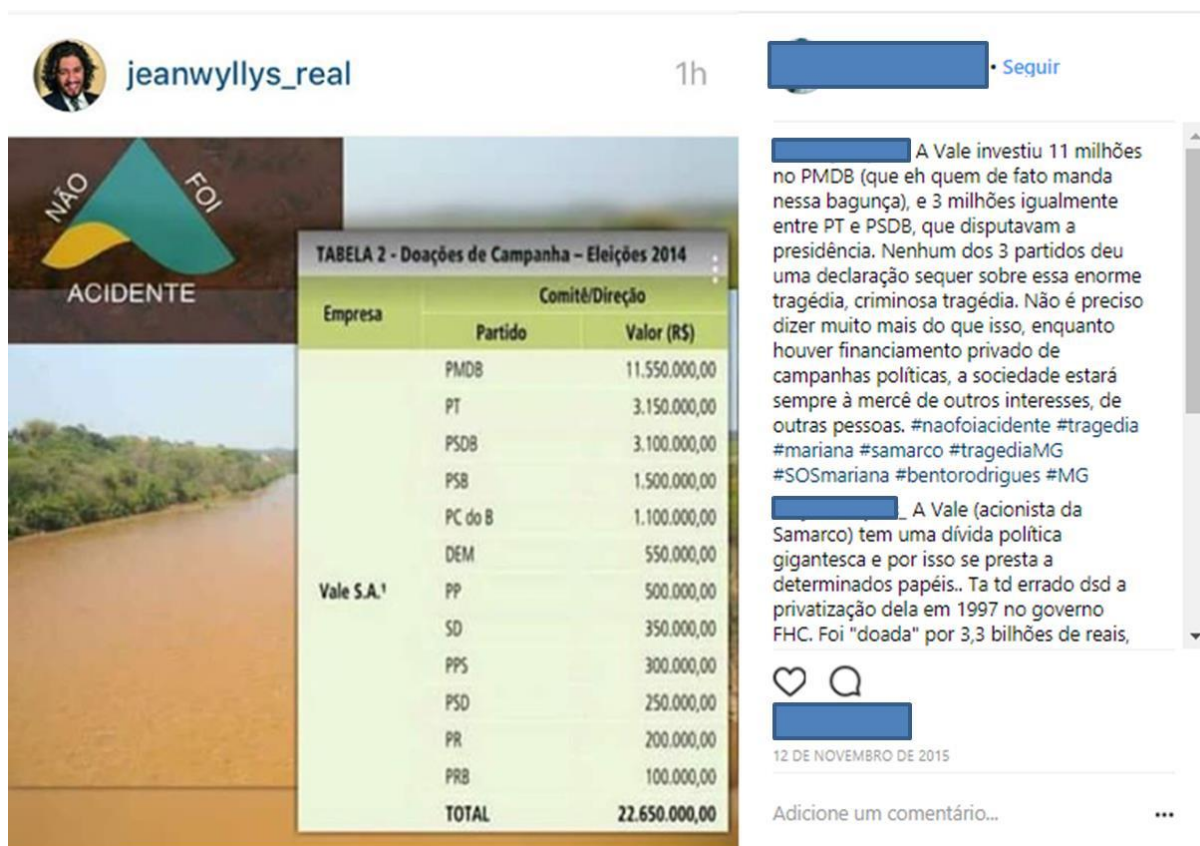 jeanwyllys_real
1h
NÃO
FOI
ACIDENTE
TABELA 2 - Doações de Campanha – Eleições 2014
Empresa
Comitê/Direção
Partido Valor (R$)
PMDB 11.550.000,00
PT 3.150.000,00
PSDB 3.100.000,00
PSB 1.500.000,00
PC do B 1.100.000,00
DEM 550.000,00
Vale S.A.¹ PP 500.000,00
SD 350.000,00
PPS 300.000,00
PSD 250.000,00
PR 200.000,00
PRB 100.000,00
TOTAL 22.650.000,00
• Seguir
A Vale investiu 11 milhões
no PMDB (que eh quem de fato manda
nessa bagunça), e 3 milhões igualmente
entre PT e PSDB, que disputavam a
presidência. Nenhum dos 3 partidos deu
uma declaração sequer sobre essa enorme
tragédia, criminosa tragédia. Não é preciso
dizer muito mais do que isso, enquanto
houver financiamento privado de
campanhas políticas, a sociedade estará
sempre à mercê de outros interesses, de
outras pessoas. #naofoiacidente #tragedia
#mariana #samarco #tragediaMG
#SOSmariana #bentorodrigues #MG
_ A Vale (acionista da
Samarco) tem uma dívida política
gigantesca e por isso se presta a
determinados papéis.. Ta td errado dsd a
privatização dela em 1997 no governo
FHC. Foi "doada" por 3,3 bilhões de reais,
12 DE NOVEMBRO DE 2015
Adicione um comentário...